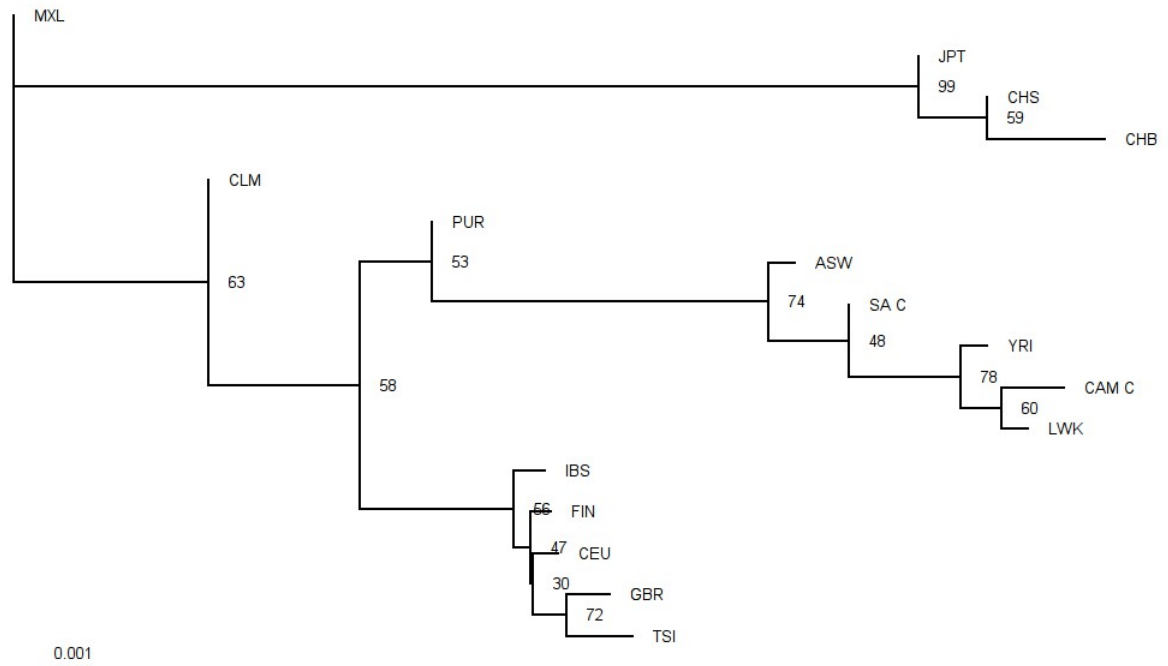 MXL
JPT
99
CHS
59
CHB
CLM
PUR
53
ASW
63
74
SA C
48
YRI
78
58
CAM C
60
LWK
IBS
56
FIN
47
CEU
30
GBR
72
TSI
0.001